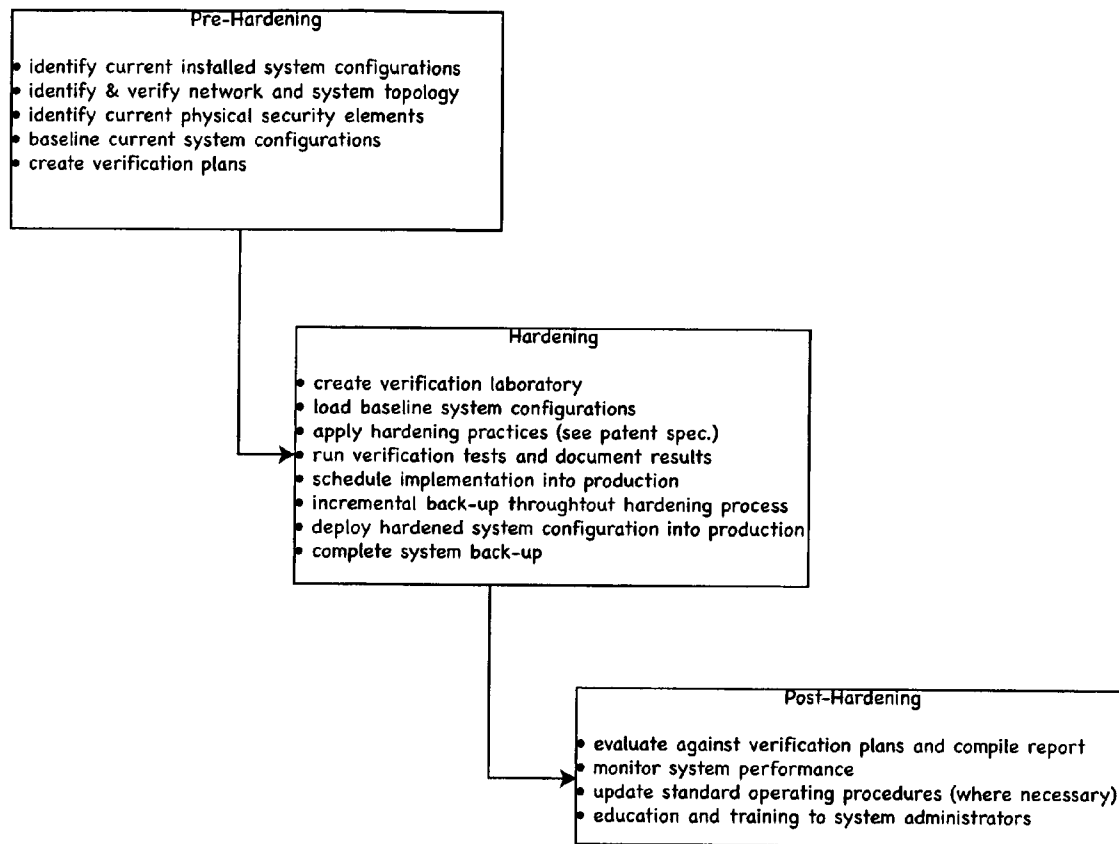 Pre-Hardening
• identify current installed system configurations
• identify & verify network and system topology
• identify current physical security elements
• baseline current system configurations
• create verification plans
Hardening
• create verification laboratory
• load baseline system configurations
• apply hardening practices (see patent spec.)
• run verification tests and document results
• schedule implementation into production
• incremental back-up throughtout hardening process
• deploy hardened system configuration into production
• complete system back-up
Post-Hardening
• evaluate against verification plans and compile report
• monitor system performance
• update standard operating procedures (where necessary)
• education and training to system administrators